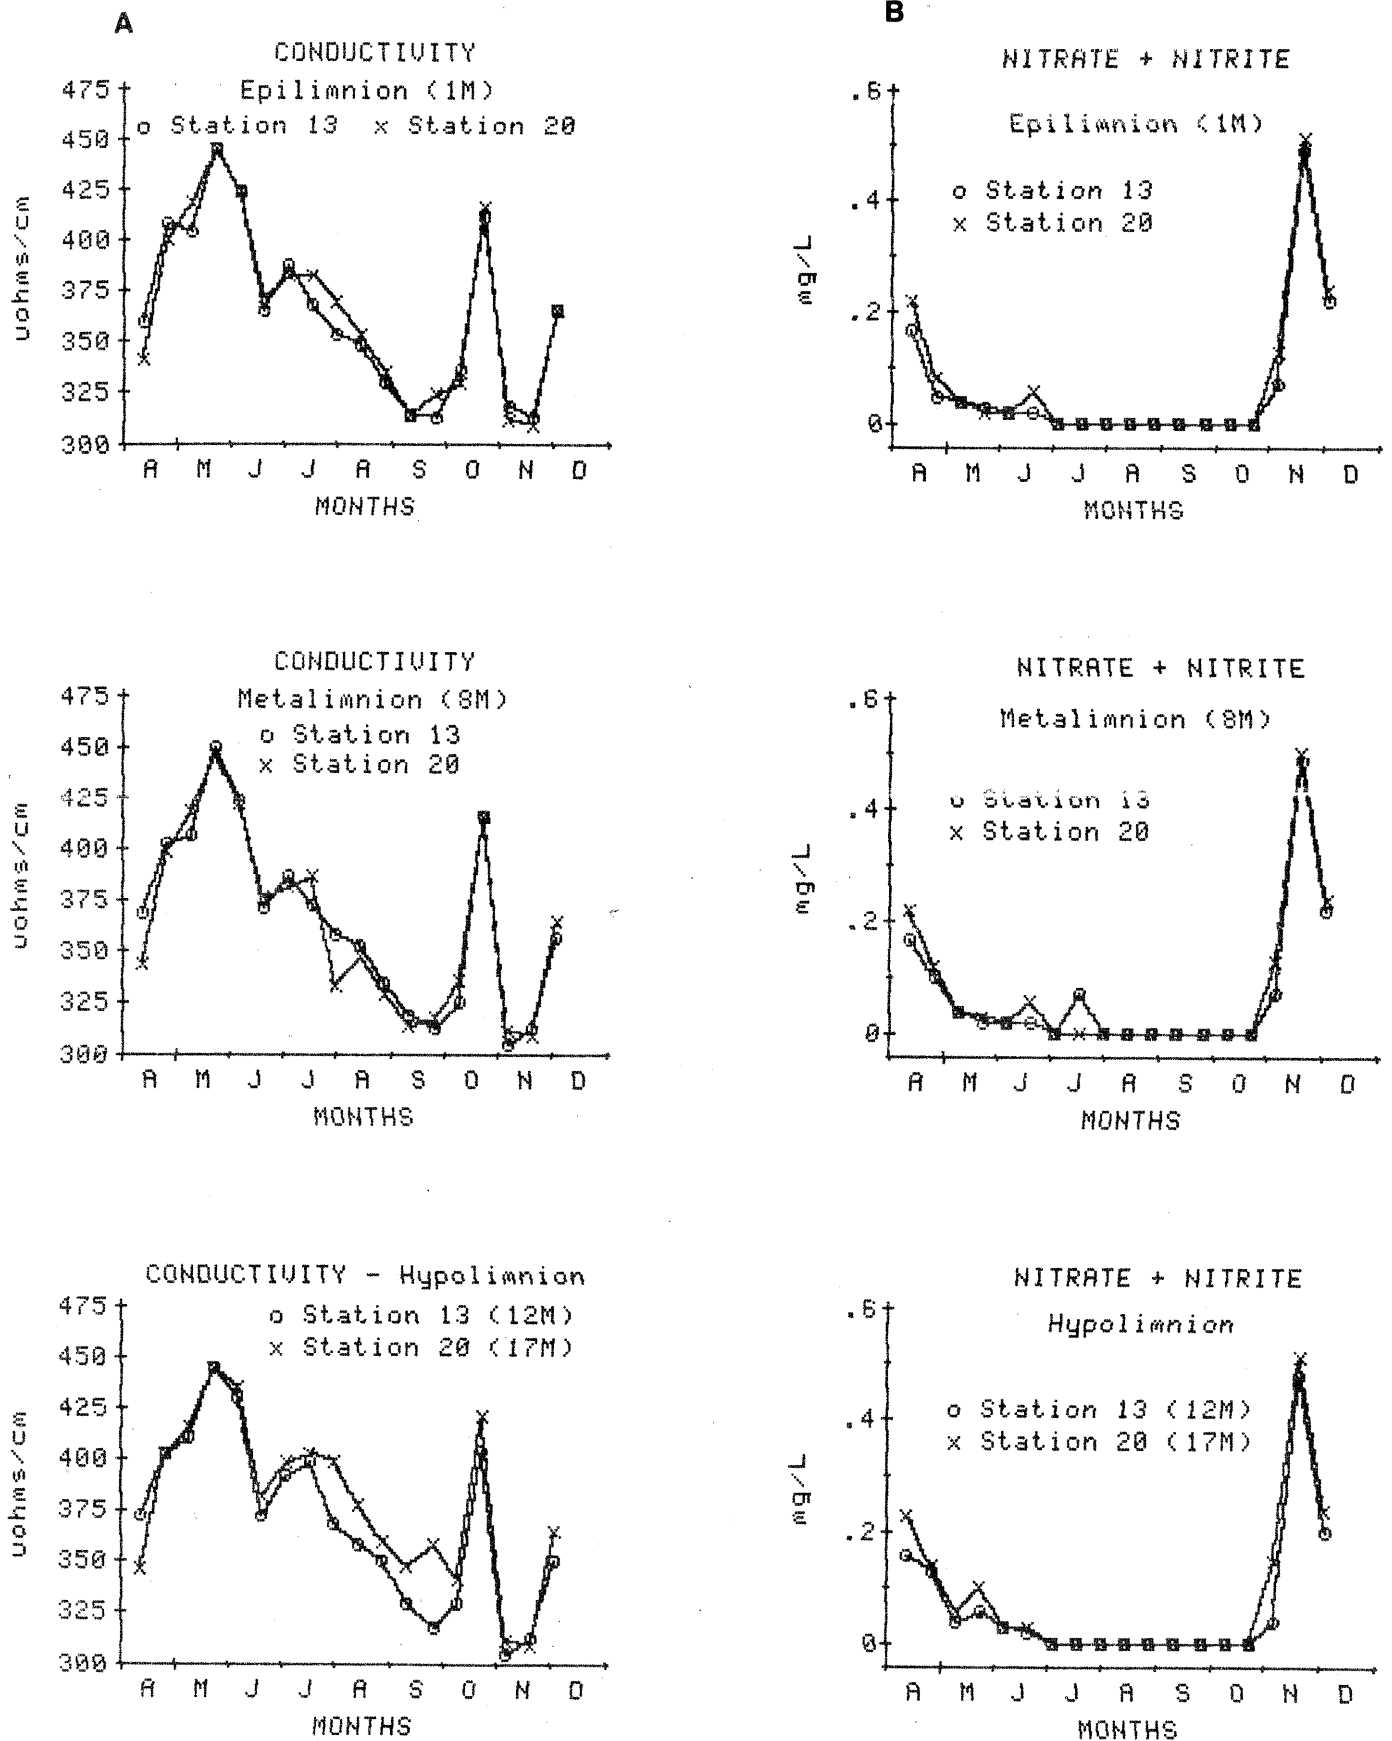 A
CONDUCTIVITY
Epilimnion (1M)
o Station 13 x Station 20
475
450
425
400
375
350
325
300
uohms/cm
A M J J A S O N D
MONTHS
B
NITRATE + NITRITE
Epilimnion (1M)
o Station 13
x Station 20
.6
.4
.2
0
mg/L
A M J J A S O N D
MONTHS
CONDUCTIVITY
Metalimnion (8M)
o Station 13
x Station 20
475
450
425
400
375
350
325
300
uohms/cm
A M J J A S O N D
MONTHS
NITRATE + NITRITE
Metalimnion (8M)
o Station 13
x Station 20
.6
.4
.2
0
mg/L
A M J J A S O N D
MONTHS
CONDUCTIVITY - Hypolimnion
o Station 13 (12M)
x Station 20 (17M)
475
450
425
400
375
350
325
300
uohms/cm
A M J J A S O N D
MONTHS
NITRATE + NITRITE
Hypolimnion
o Station 13 (12M)
x Station 20 (17M)
.6
.4
.2
0
mg/L
A M J J A S O N D
MONTHS